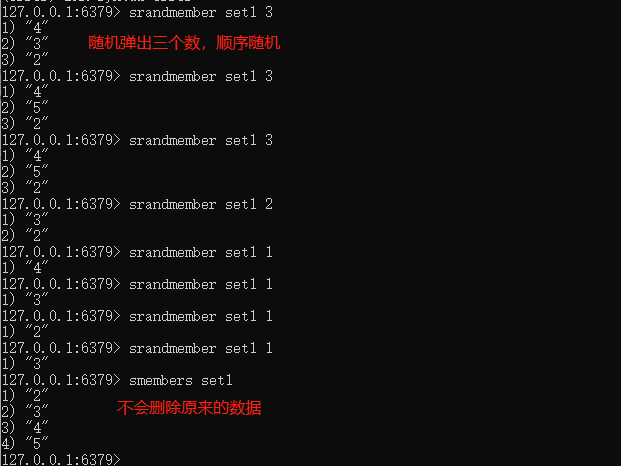 127.0.0.1:6379> srandmember set1 3
1) "4"
2) "3"
随机弹出三个数，顺序随机
3) "2"
127.0.0.1:6379> srandmember set1 3
1) "4"
2) "5"
3) "2"
127.0.0.1:6379> srandmember set1 3
1) "4"
2) "5"
3) "2"
127.0.0.1:6379> srandmember set1 2
1) "3"
2) "2"
127.0.0.1:6379> srandmember set1 1
1) "4"
127.0.0.1:6379> srandmember set1 1
1) "3"
127.0.0.1:6379> srandmember set1 1
1) "2"
127.0.0.1:6379> srandmember set1 1
1) "3"
127.0.0.1:6379> smembers set1
1) "2"
2) "3"
不会删除原来的数据
3) "4"
4) "5"
127.0.0.1:6379>